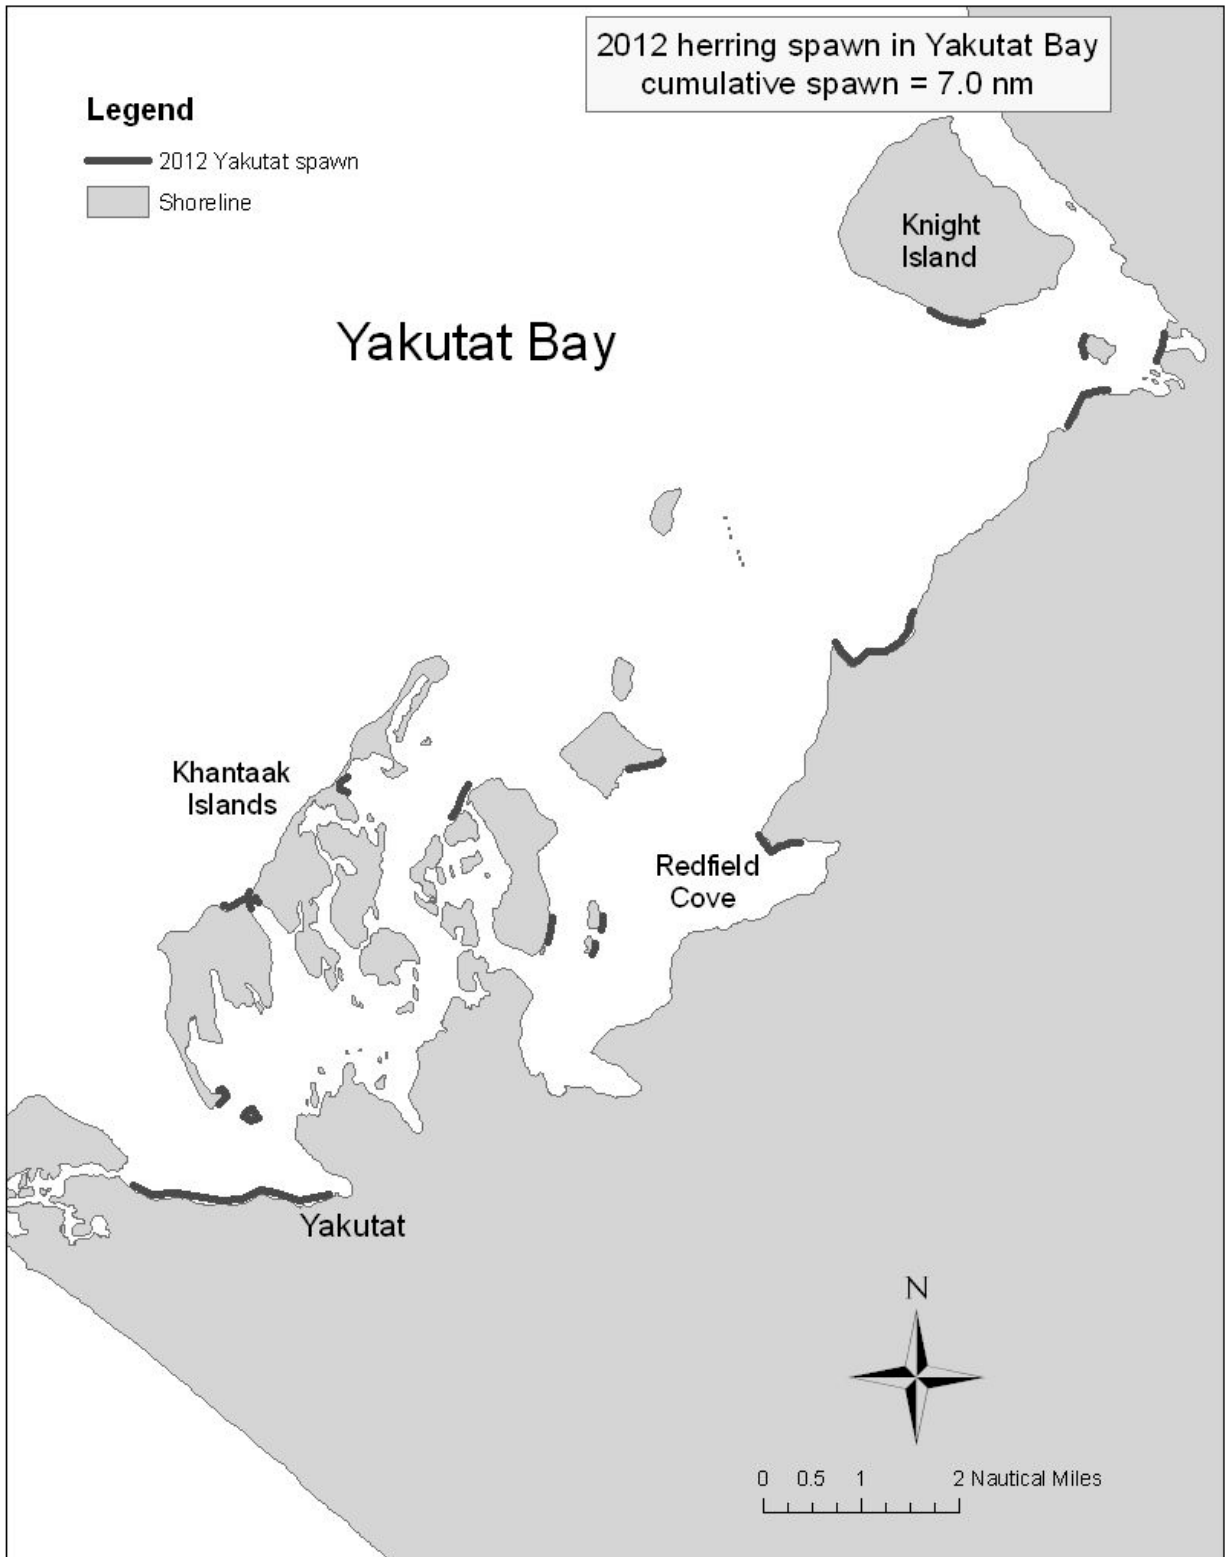 2012 herring spawn in Yakutat Bay
cumulative spawn = 7.0 nm
Legend
2012 Yakutat spawn
Shoreline
Knight
Island
Yakutat Bay
Khantaak
Islands
Redfield
Cove
Yakutat
N
0 0.5 1 2 Nautical Miles